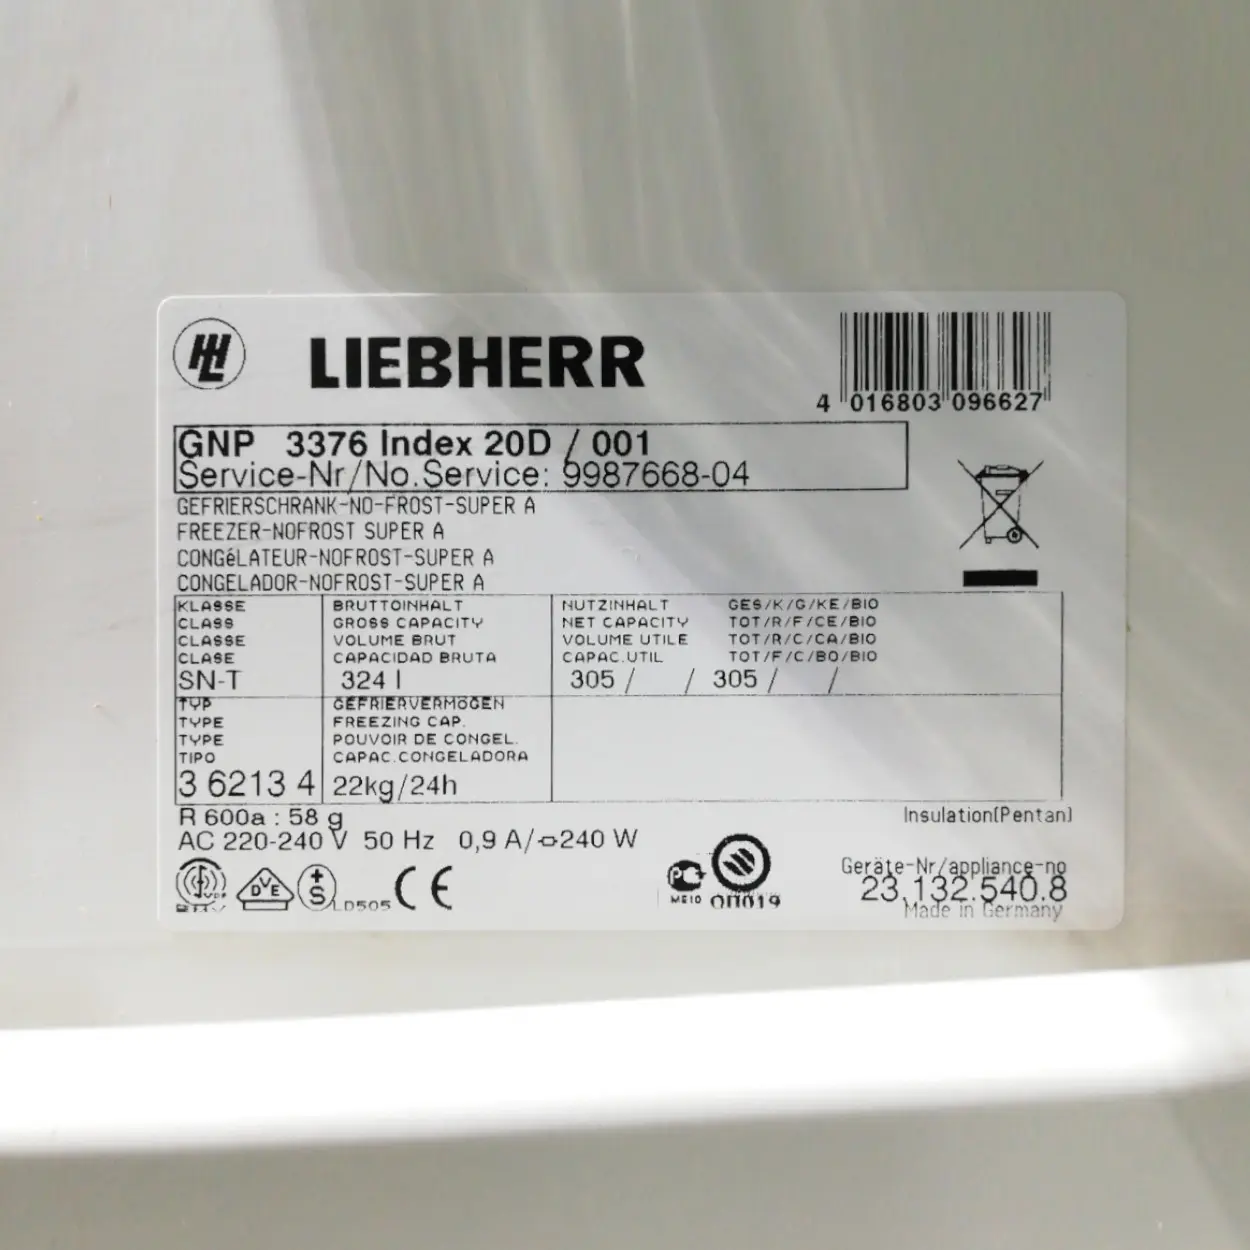 LIEBHERR
4 016803 096627
GNP 3376 Index 20D / 001
Service-Nr/No.Service: 9987668-04
GEFRIERSCHRANK-NO-FROST-SUPER A
FREEZER-NOFROST SUPER A
CONGéLATEUR-NOFROST-SUPER A
CONGELADOR-NOFROST-SUPER A
KLASSE BRUTTOINHALT NUTZINHALT GES/K/G/KE/BIO
CLASS GROSS CAPACITY NET CAPACITY TOT/R/F/CE/BIO
CLASSE VOLUME BRUT VOLUME UTILE TOT/R/C/CA/BIO
CLASE CAPACIDAD BRUTA CAPAC.UTIL TOT/F/C/BO/BIO
SN-T 324 l 305 / / 305 / /
TYP GEFRIERVERMöGEN
TYPE FREEZING CAP.
TYPE POUVOIR DE CONGEL.
TIPO CAPAC.CONGELADORA
3 6213 4 22kg/24h
R 600a : 58 g Insulation(Pentan)
AC 220-240 V 50 Hz 0,9 A/ 240 W
DVE +S LD505 CE
ME10 019
Geräte-Nr/appliance-no
23.132.540.8
Made in Germany